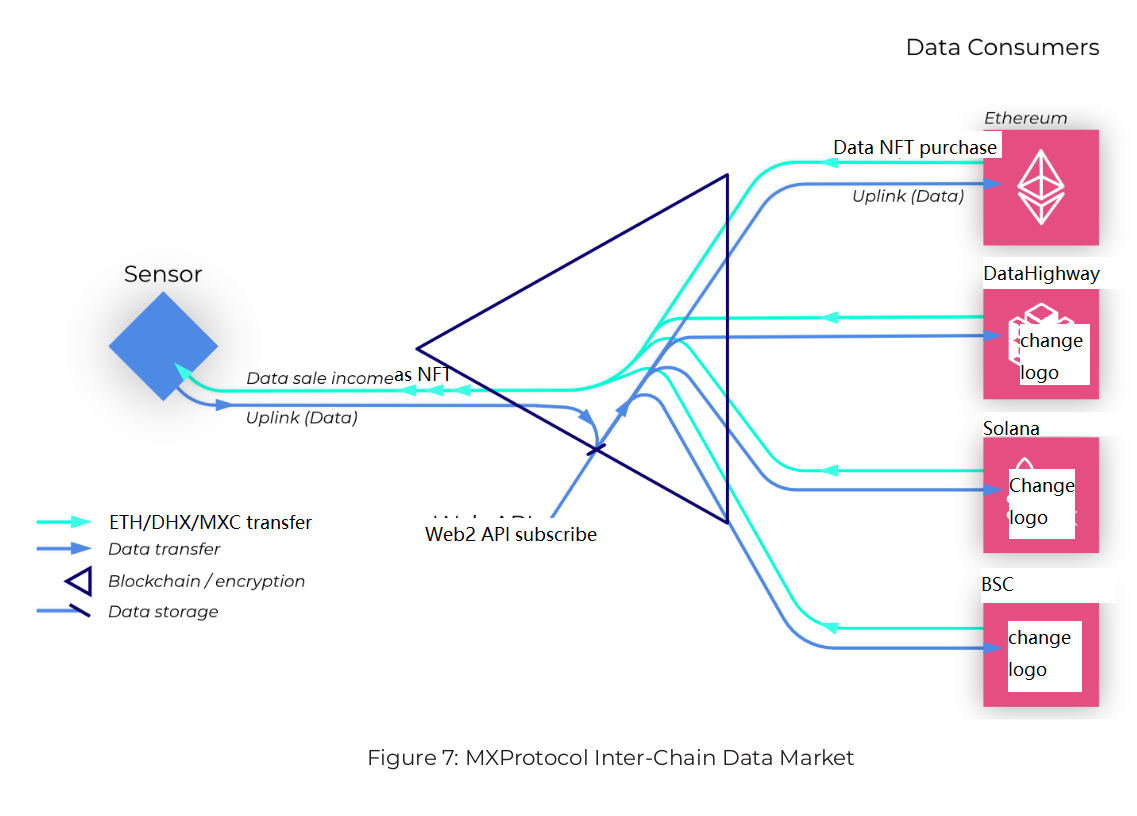 Data Consumers
Ethereum
Data NFT purchase
Uplink (Data)
DataHighway
Sensor
change
logo
Data sale income as NFT
Uplink (Data)
Solana
Change
logo
ETH/DHX/MXC transfer
Web2 API subscribe
Data transfer
Blockchain / encryption
BSC
Data storage
change
logo
Figure 7: MXProtocol Inter-Chain Data Market